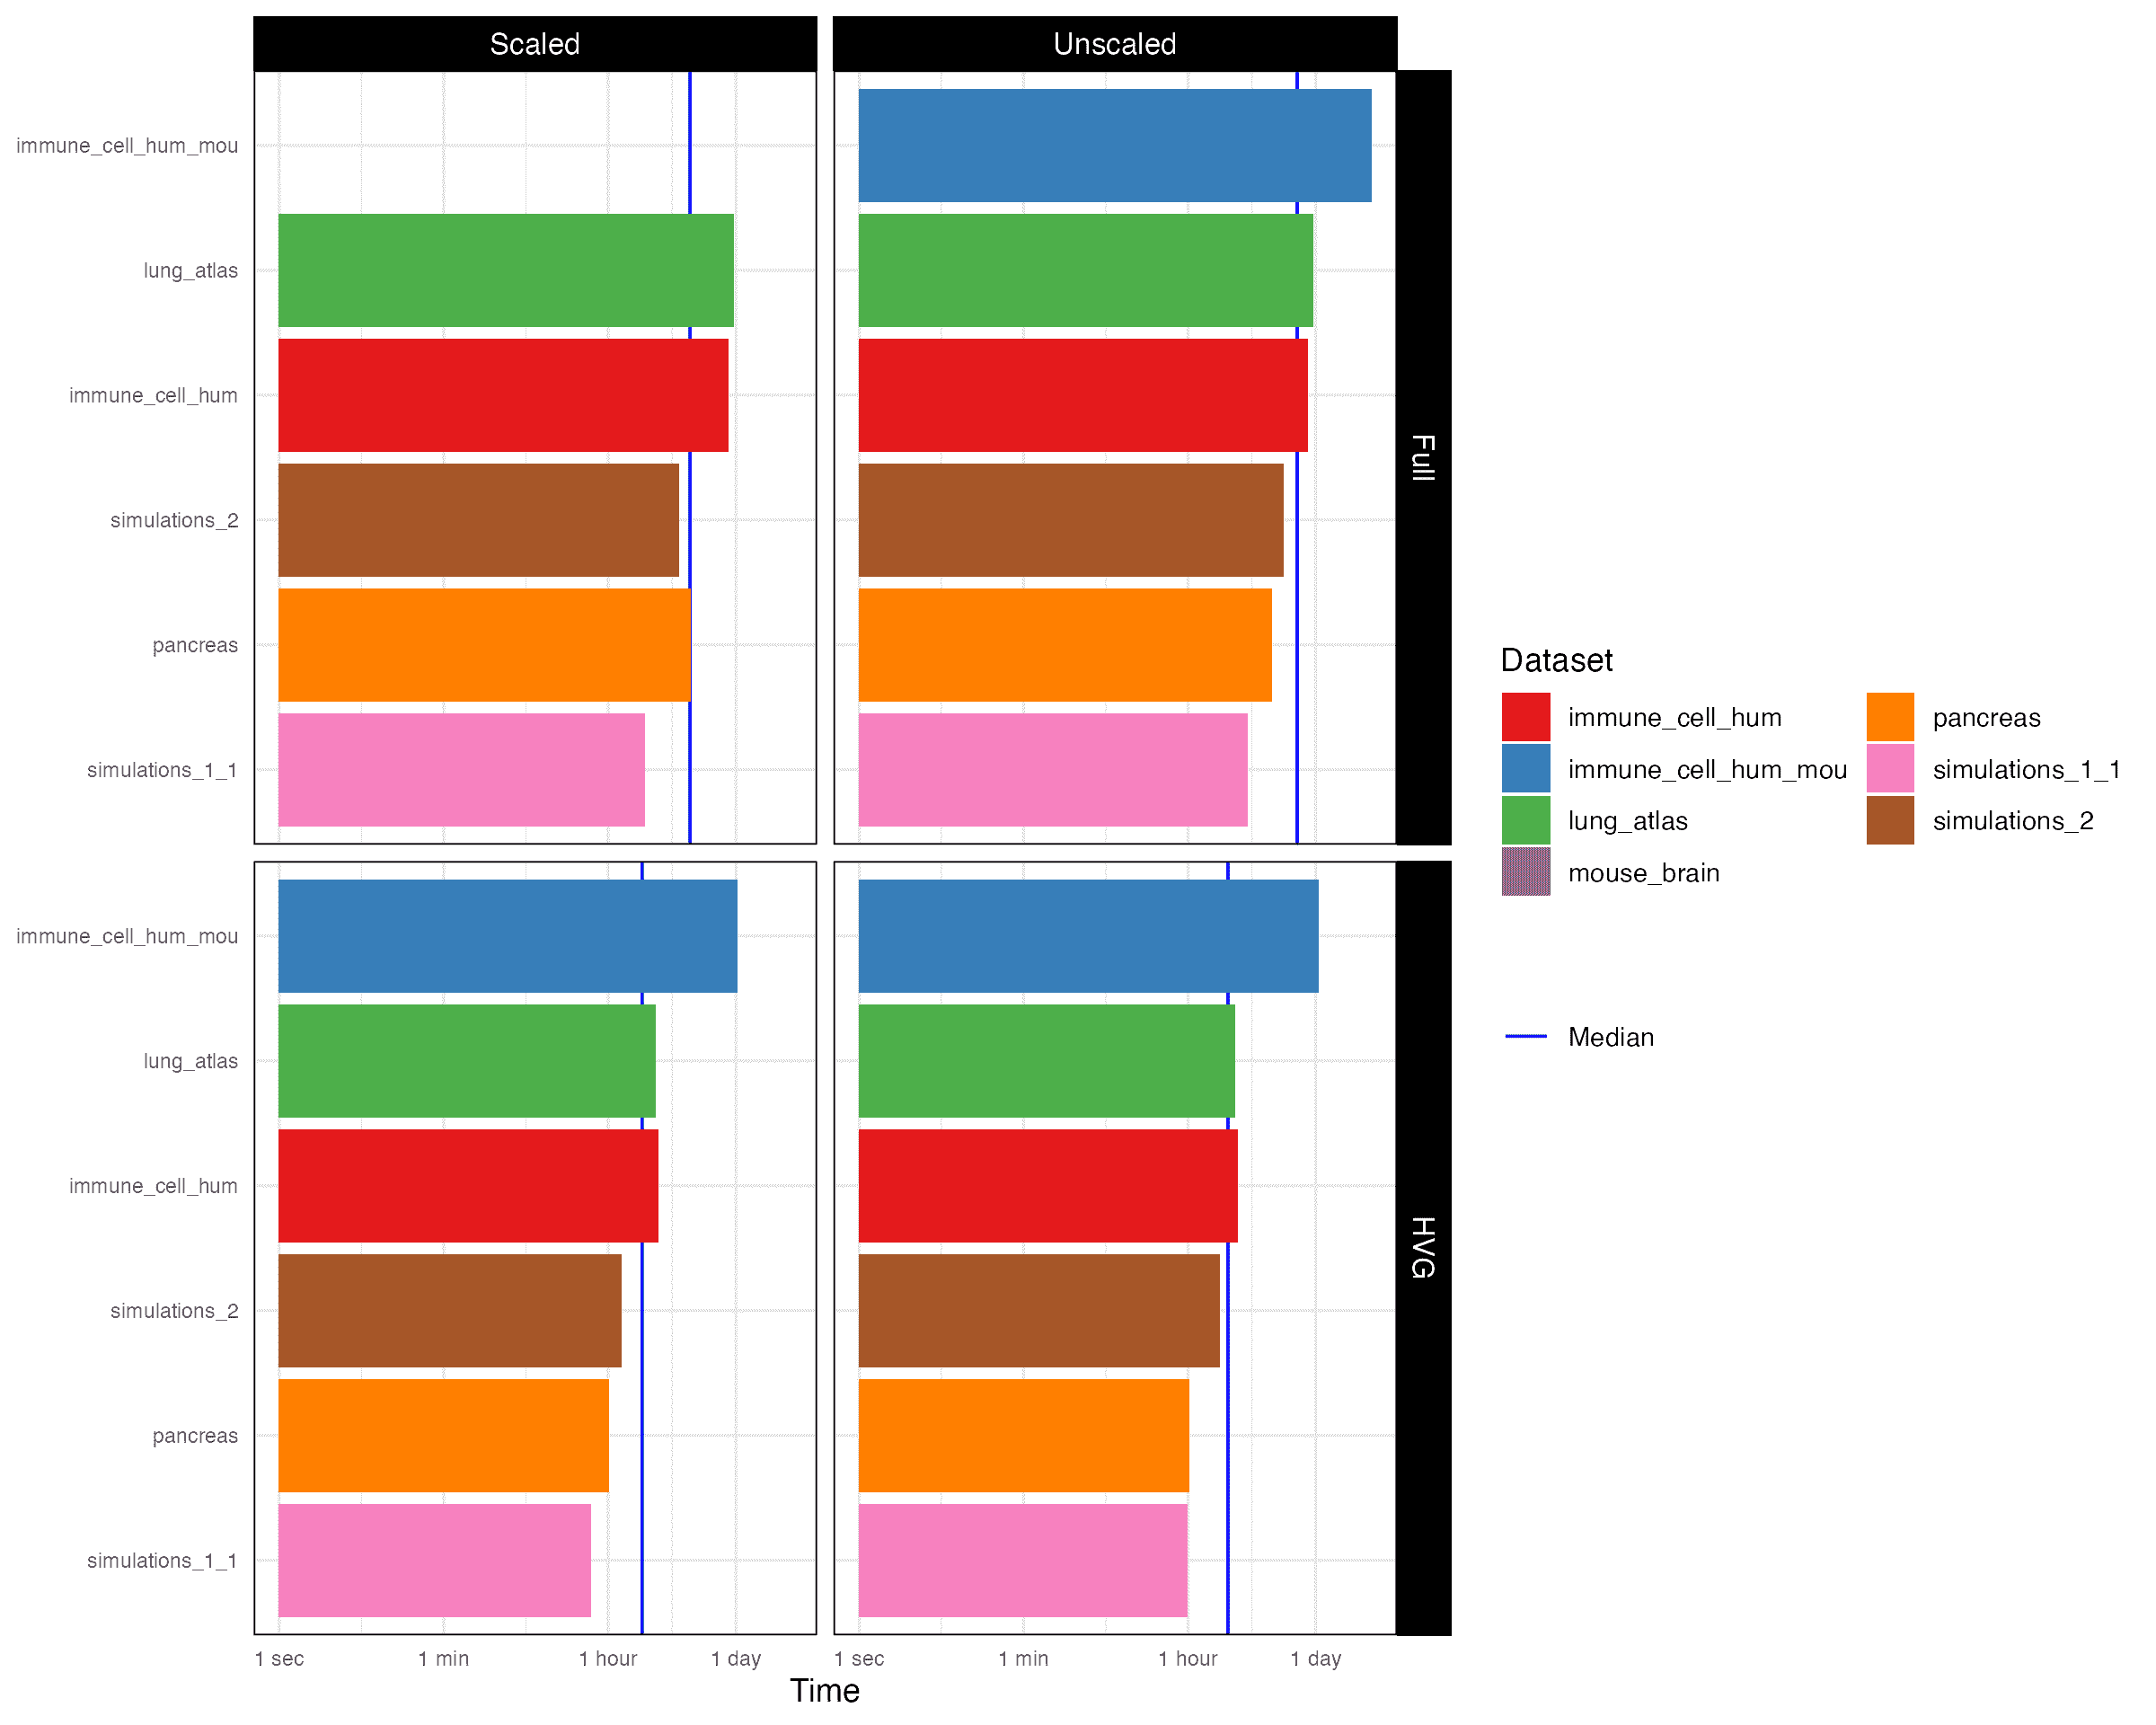 Scaled
Unscaled
immune_cell_hum_mou
lung_atlas
immune_cell_hum
simulations_2
pancreas
simulations_1_1
Full
immune_cell_hum_mou
lung_atlas
immune_cell_hum
simulations_2
pancreas
simulations_1_1
HVG
1 sec 1 min 1 hour 1 day 1 sec 1 min 1 hour 1 day
Time
Dataset
immune_cell_hum pancreas
immune_cell_hum_mou simulations_1_1
lung_atlas simulations_2
mouse_brain
Median